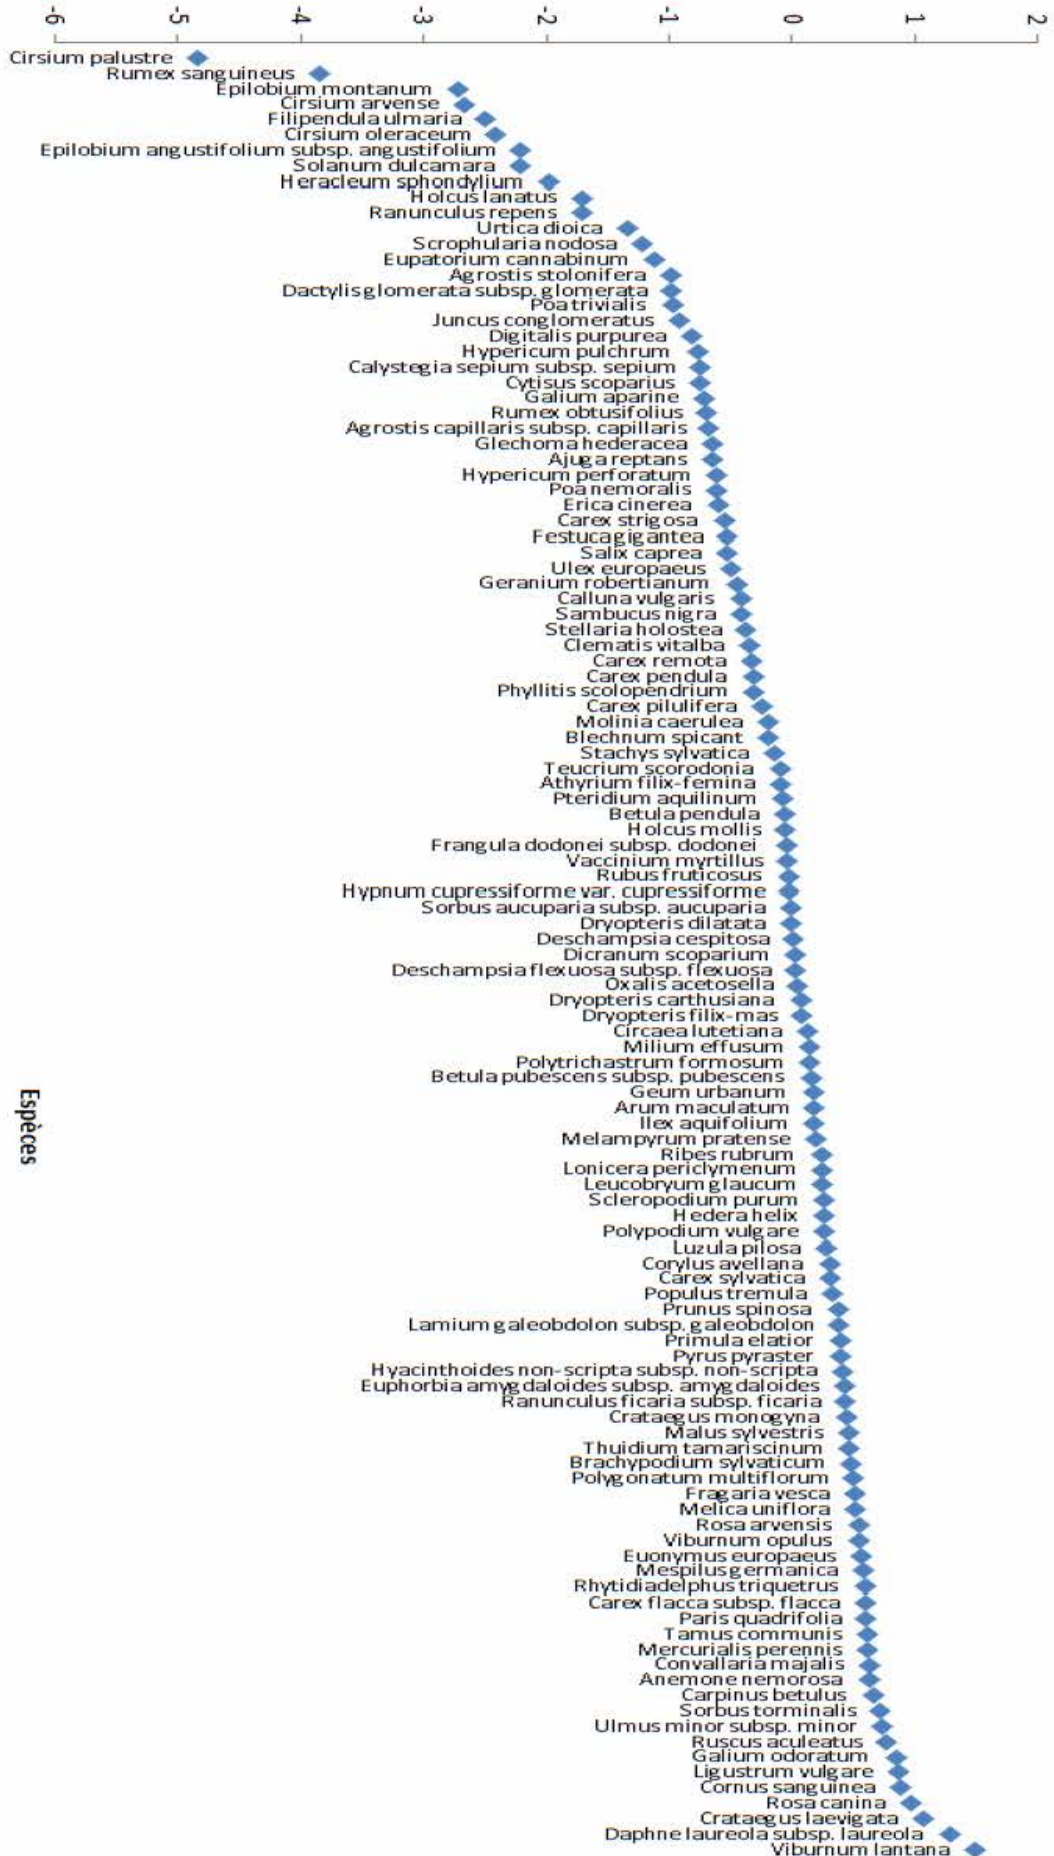 -6
-5
-4
-3
-2
-1
0
1
2
Cirsium palustre
Rumex sanguineus
Epilobium montanum
Cirsium arvense
Filipendula ulmaria
Cirsium oleraceum
Epilobium angustifolium subsp. angustifolium
Solanum dulcamara
Heracleum sphondylium
Holcus lanatus
Ranunculus repens
Urtica dioica
Scrophularia nodosa
Eupatorium cannabinum
Agrostis stolonifera
Dactylis glomerata subsp. glomerata
Poa trivialis
Juncus conglomeratus
Digitalis purpurea
Hypericum pulchrum
Calystegia sepium subsp. sepium
Cytisus scoparius
Galium aparine
Rumex obtusifolius
Agrostis capillaris subsp. capillaris
Glechoma hederacea
Ajuga reptans
Hypericum perforatum
Poa nemoralis
Erica cinerea
Carex strigosa
Festuca gigantea
Salix caprea
Ulex europaeus
Geranium robertianum
Calluna vulgaris
Sambucus nigra
Stellaria holostea
Clematis vitalba
Carex remota
Carex pendula
Phyllitis scolopendrium
Carex pilulifera
Molinia caerulea
Blechnum spicant
Stachys sylvatica
Teucrium scorodonia
Athyrium filix-femina
Pteridium aquilinum
Betula pendula
Holcus mollis
Frangula dodonei subsp. dodonei
Vaccinium myrtillus
Rubus fruticosus
Hypnum cupressiforme var. cupressiforme
Sorbus aucuparia subsp. aucuparia
Dryopteris dilatata
Deschampsia cespitosa
Dicranum scoparium
Deschampsia flexuosa subsp. flexuosa
Oxalis acetosella
Dryopteris carthusiana
Dryopteris filix-mas
Circaea lutetiana
Milium effusum
Polytrichastrum formosum
Betula pubescens subsp. pubescens
Geum urbanum
Arum maculatum
Ilex aquifolium
Melampyrum pratense
Ribes rubrum
Lonicera periclymenum
Leucobryum glaucum
Scleropodium purum
Hedera helix
Polypodium vulgare
Luzula pilosa
Corylus avellana
Carex sylvatica
Populus tremula
Prunus spinosa
Lamium galeobdolon subsp. galeobdolon
Primula elatior
Pyrus pyraster
Hyacinthoides non-scripta subsp. non-scripta
Euphorbia amygdaloides subsp. amygdaloides
Ranunculus ficaria subsp. ficaria
Crataegus monogyna
Malus sylvestris
Thuidium tamariscinum
Brachypodium sylvaticum
Polygonatum multiflorum
Fragaria vesca
Melica uniflora
Rosa arvensis
Viburnum opulus
Euonymus europaeus
Mespilus germanica
Rhytidiadelphus triquetrus
Carex flacca subsp. flacca
Paris quadrifolia
Tamus communis
Mercurialis perennis
Convallaria majalis
Anemone nemorosa
Carpinus betulus
Sorbus torminalis
Ulmus minor subsp. minor
Ruscus aculeatus
Galium odoratum
Ligustrum vulgare
Cornus sanguinea
Rosa canina
Crataegus laevigata
Daphne laureola subsp. laureola
Viburnum lantana
Espèces